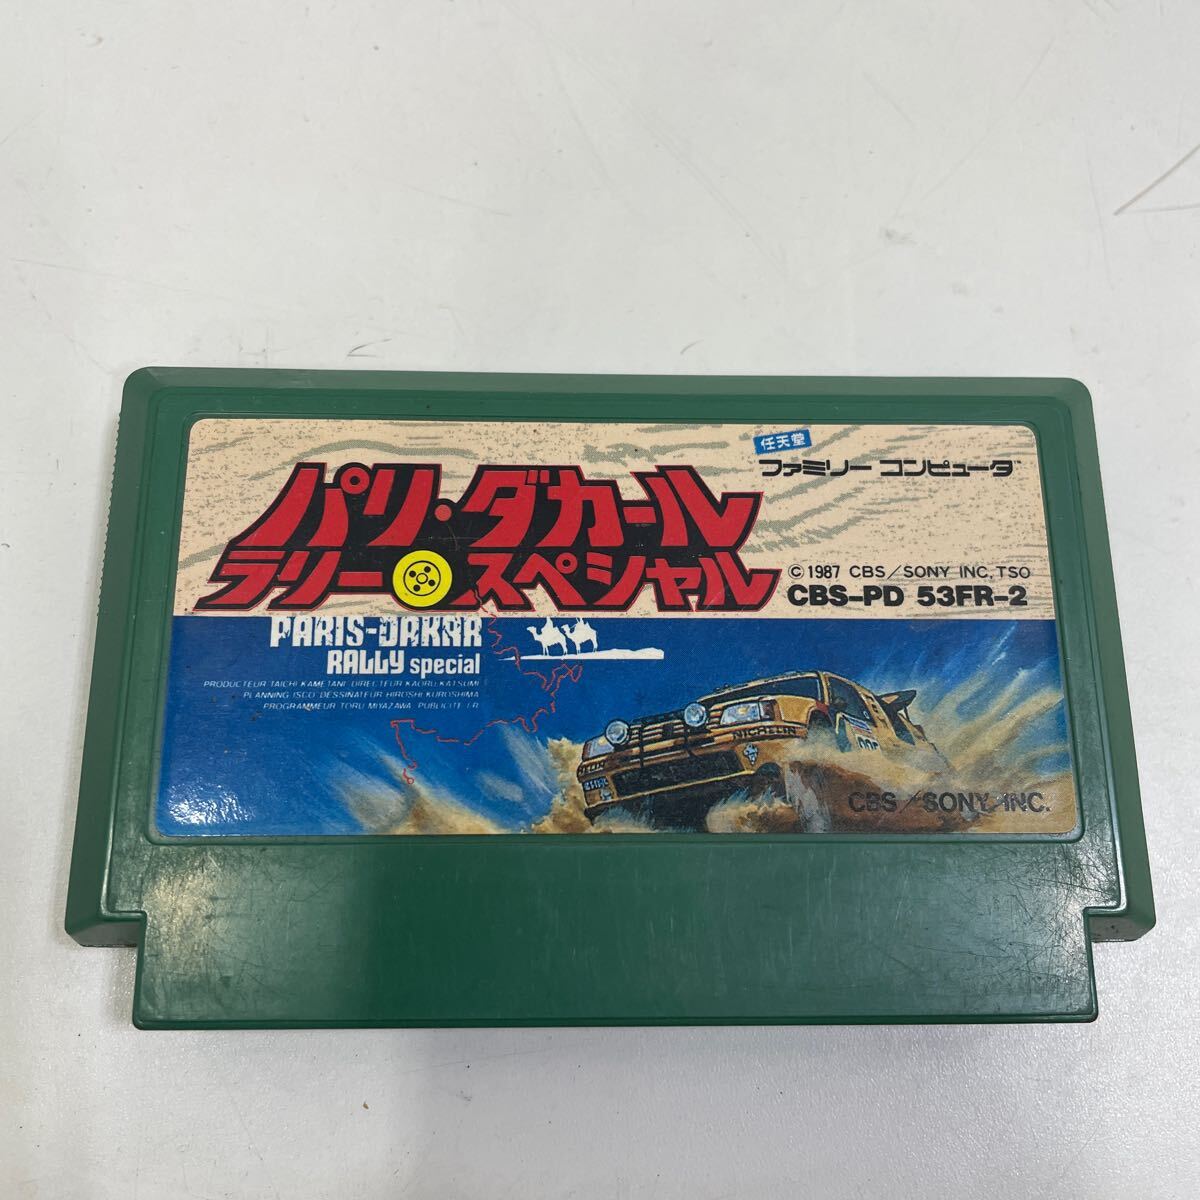 任天堂
ファミリー コンピュータ
パリ・ダカール
ラリースペシャル
© 1987 CBS/SONY INC, TSO
CBS-PD 53FR-2
PARIS-DAKAR
RALLY special
PRODUCTEUR TAICHI KAMETANI DIRECTEUR KAORU KATSUMI
PLANNING ISCO DESSINATEUR HIROSHI KUROSHIMA
PROGRAMMEUR TORU MIYAZAWA PUBLICITE
NICHELIN
CBS/SONY INC.